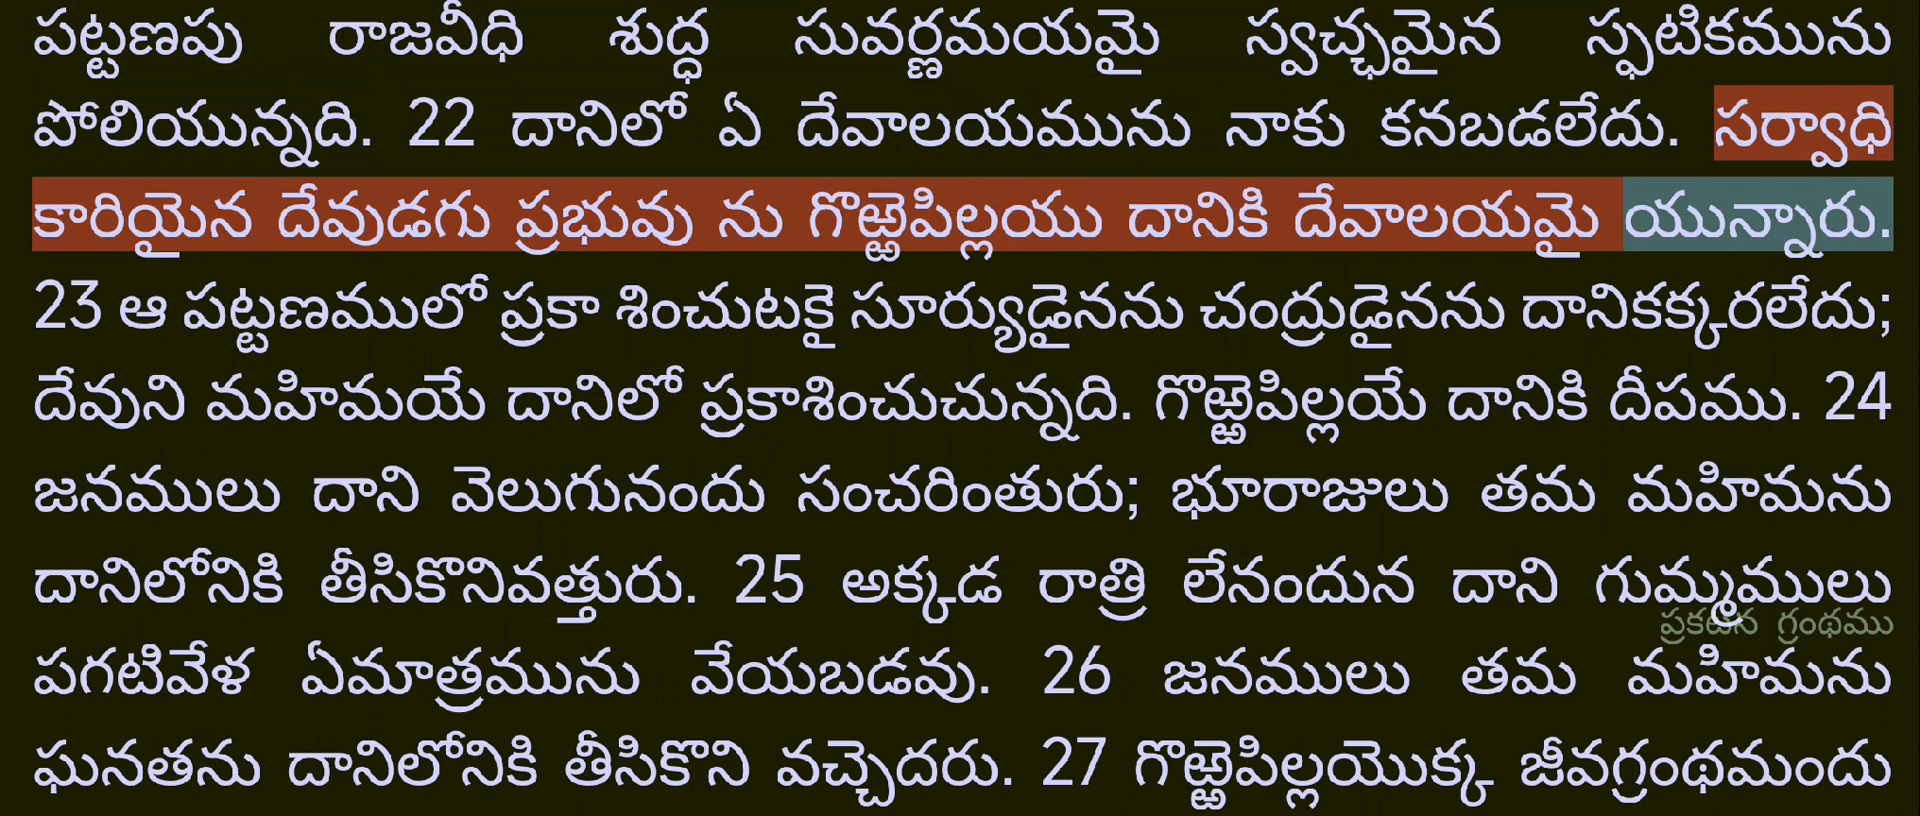 పట్టణపు రాజవీధి శుద్ధ సువర్ణమయమై స్వచ్ఛమైన స్ఫటికమును
పోలియున్నది. 22 దానిలో ఏ దేవాలయమును నాకు కనబడలేదు. సర్వాధి
కారియైన దేవుడగు ప్రభువు ను గొఱ్ఱెపిల్లయు దానికి దేవాలయమై యున్నారు.
23 ఆ పట్టణములో ప్రకా శించుటకై సూర్యుడైనను చంద్రుడైనను దానికక్కరలేదు;
దేవుని మహిమయే దానిలో ప్రకాశించుచున్నది. గొఱ్ఱెపిల్లయే దానికి దీపము. 24
జనములు దాని వెలుగునందు సంచరింతురు; భూరాజులు తమ మహిమను
దానిలోనికి తీసికొనివత్తురు. 25 అక్కడ రాత్రి లేనందున దాని గుమ్మములు
ప్రకటన గ్రంథము
పగటివేళ ఏమాత్రమును వేయబడవు. 26 జనములు తమ మహిమను
ఘనతను దానిలోనికి తీసికొని వచ్చెదరు. 27 గొఱ్ఱెపిల్లయొక్క జీవగ్రంథమందు